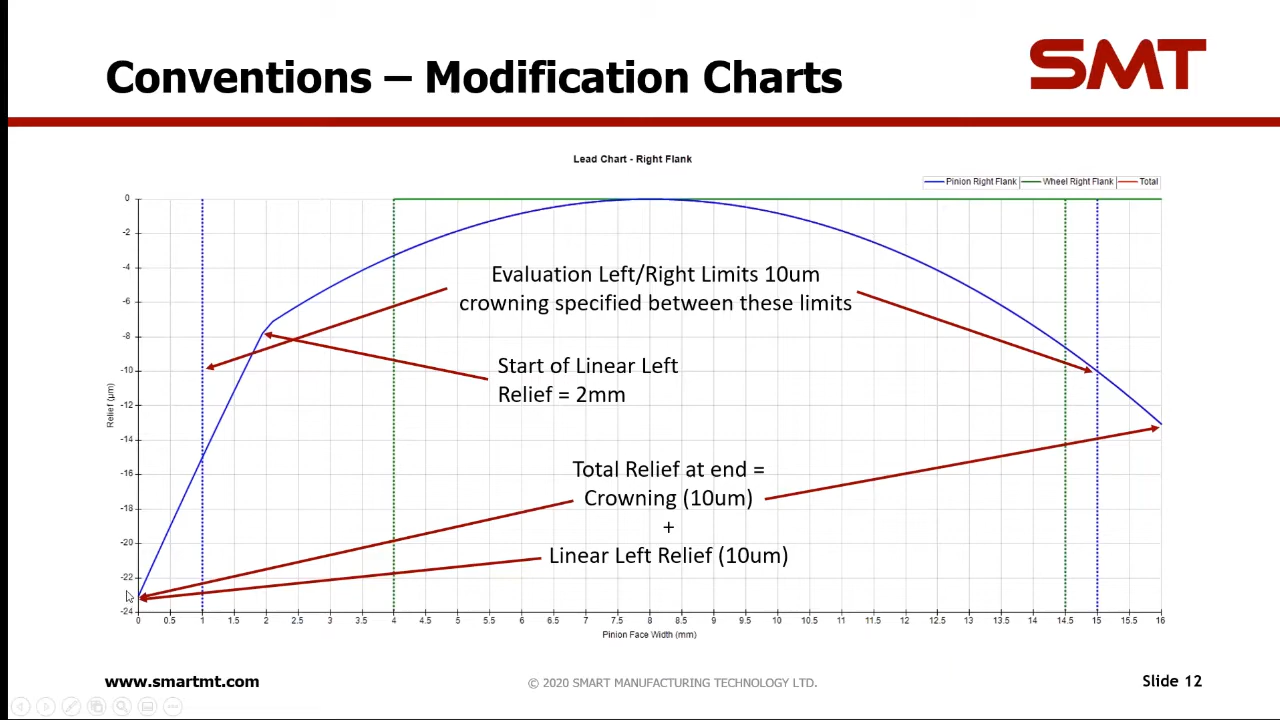 Conventions – Modification Charts
SMT
Lead Chart - Right Flank
Pinion Right Flank
Wheel Right Flank
Total
0
-2
-4
-6
-8
-10
-12
-14
-16
-18
-20
-22
-24
Relief (µm)
Evaluation Left/Right Limits 10um
crowning specified between these limits
Start of Linear Left
Relief = 2mm
Total Relief at end =
Crowning (10um)
+
Linear Left Relief (10um)
0 0.5 1 1.5 2 2.5 3 3.5 4 4.5 5 5.5 6 6.5 7 7.5 8 8.5 9 9.5 10 10.5 11 11.5 12 12.5 13 13.5 14 14.5 15 15.5 16
Pinion Face Width (mm)
www.smartmt.com
© 2020 SMART MANUFACTURING TECHNOLOGY LTD.
Slide 12